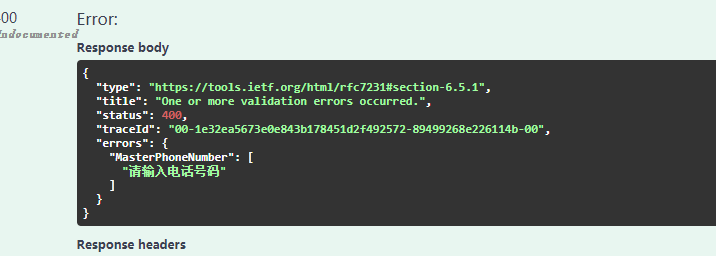 00
Error:
Undocumented
Response body
{
"type": "https://tools.ietf.org/html/rfc7231#section-6.5.1",
"title": "One or more validation errors occurred.",
"status": 400,
"traceId": "00-1e32ea5673e0e843b178451d2f492572-89499268e226114b-00",
"errors": {
"MasterPhoneNumber": [
"请输入电话号码"
]
}
}
Response headers